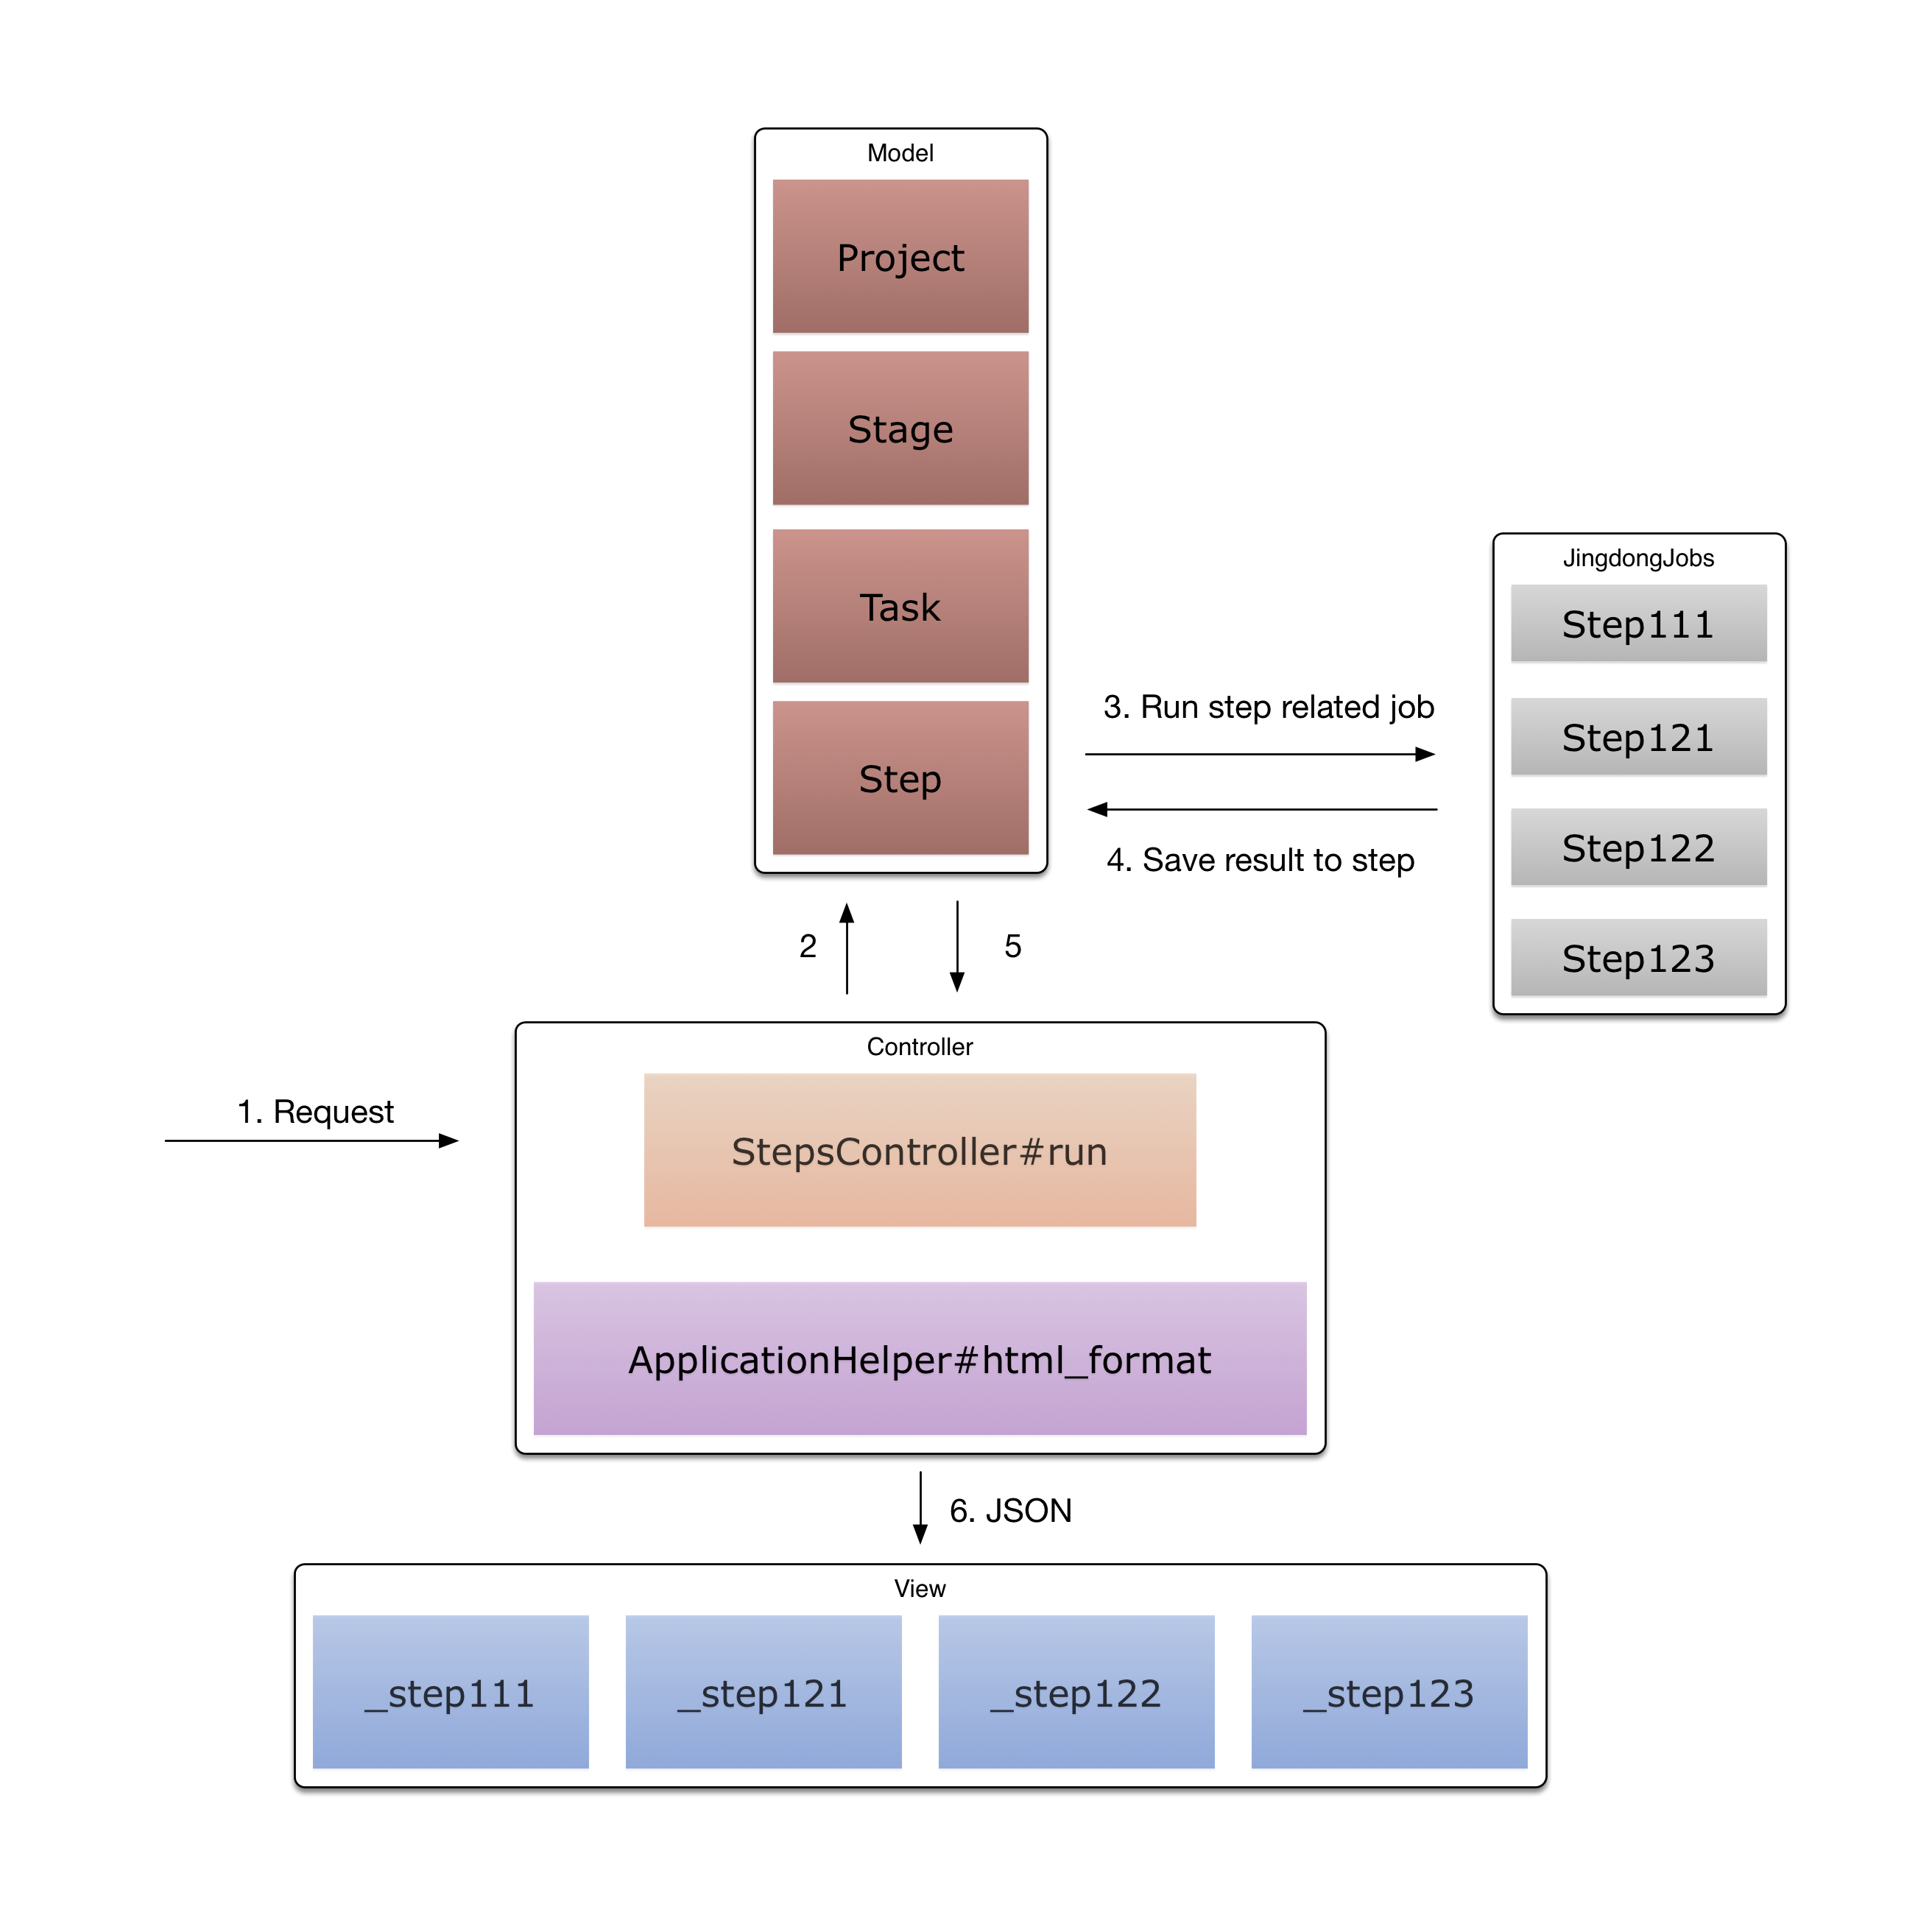 Model
Project
Stage
Task
Step
JingdongJobs
Step111
Step121
Step122
Step123
3. Run step related job
4. Save result to step
2
5
1. Request
Controller
StepsController#run
ApplicationHelper#html_format
6. JSON
View
_step111
_step121
_step122
_step123